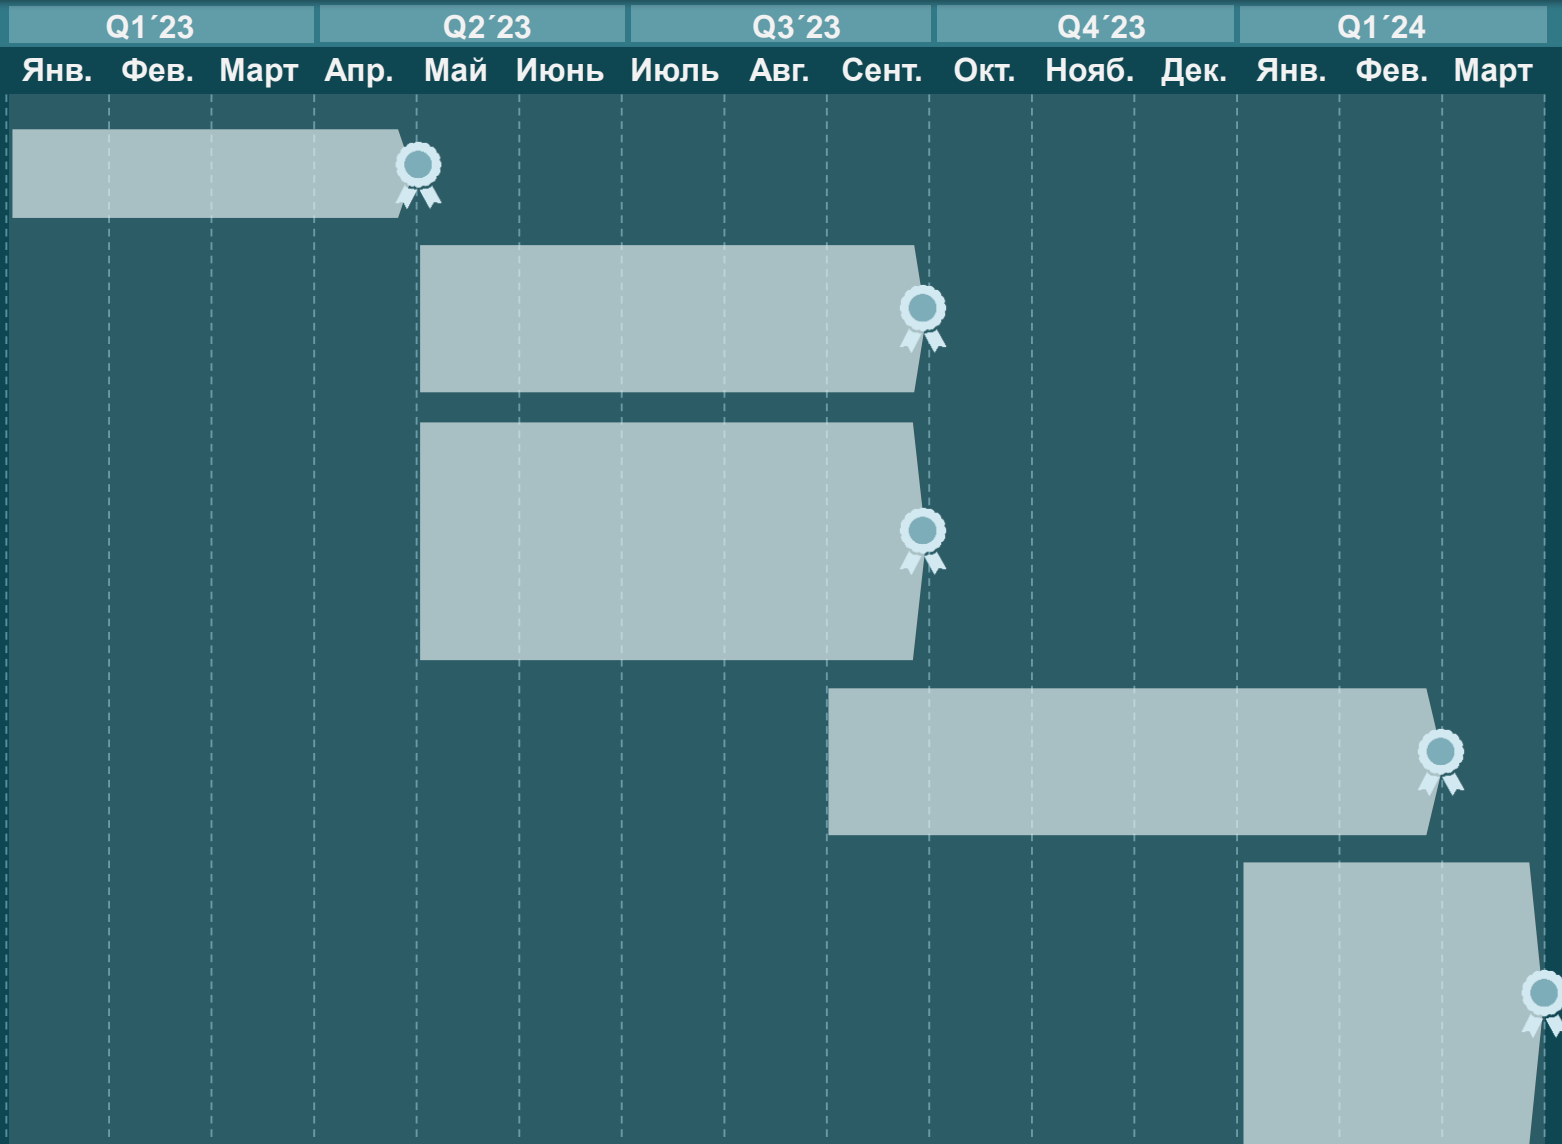 Q1´23 Q2´23 Q3´23 Q4´23 Q1´24
Янв. Фев. Март Апр. Май Июнь Июль Авг. Сент. Окт. Нояб. Дек. Янв. Фев. Март